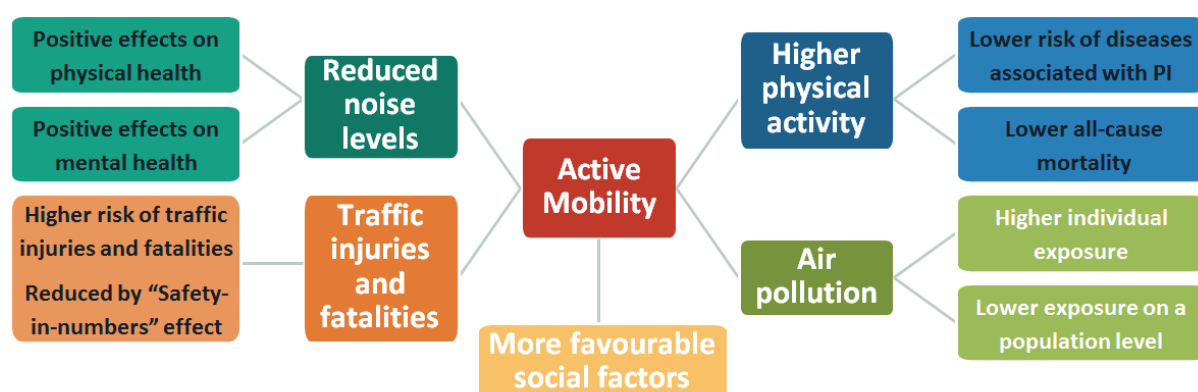 Positive effects on
physical health
Positive effects on
mental health
Reduced
noise
levels
Higher risk of traffic
injuries and fatalities
Reduced by “Safety-
in-numbers” effect
Traffic
injuries
and
fatalities
Active
Mobility
More favourable
social factors
Higher
physical
activity
Lower risk of diseases
associated with PI
Lower all-cause
mortality
Air
pollution
Higher individual
exposure
Lower exposure on a
population level